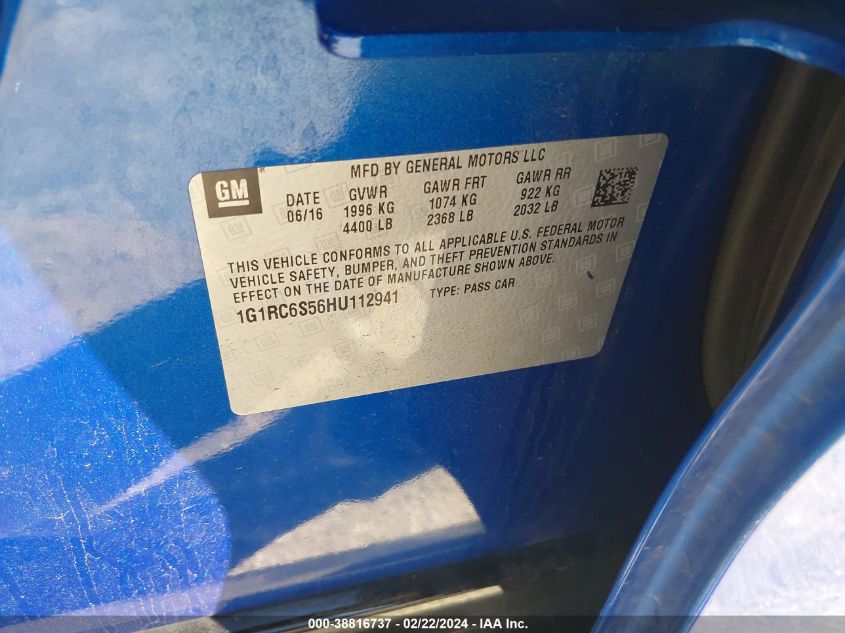 GM
MFD BY GENERAL MOTORS LLC
DATE GVWR GAWR FRT GAWR RR
06/16 1996 KG 1074 KG 922 KG
4400 LB 2368 LB 2032 LB
THIS VEHICLE CONFORMS TO ALL APPLICABLE U.S. FEDERAL MOTOR
VEHICLE SAFETY, BUMPER, AND THEFT PREVENTION STANDARDS IN
EFFECT ON THE DATE OF MANUFACTURE SHOWN ABOVE.
1G1RC6S56HU112941 TYPE: PASS CAR
000-38816737 - 02/22/2024 - IAA Inc.